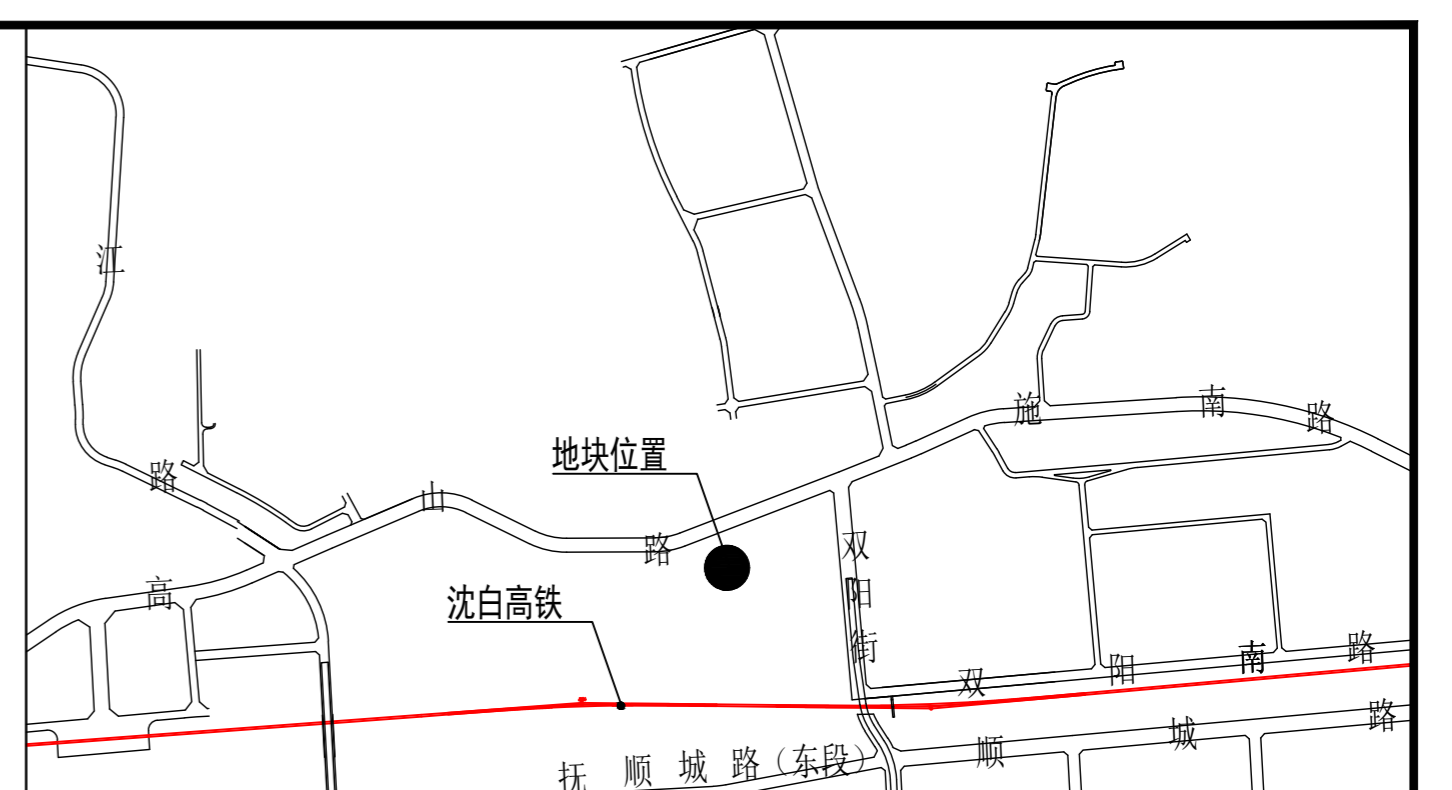 江路
施南路
地块位置
高山路
沈白高铁
双阳街
双阳南路
抚顺城路（东段）
顺城路